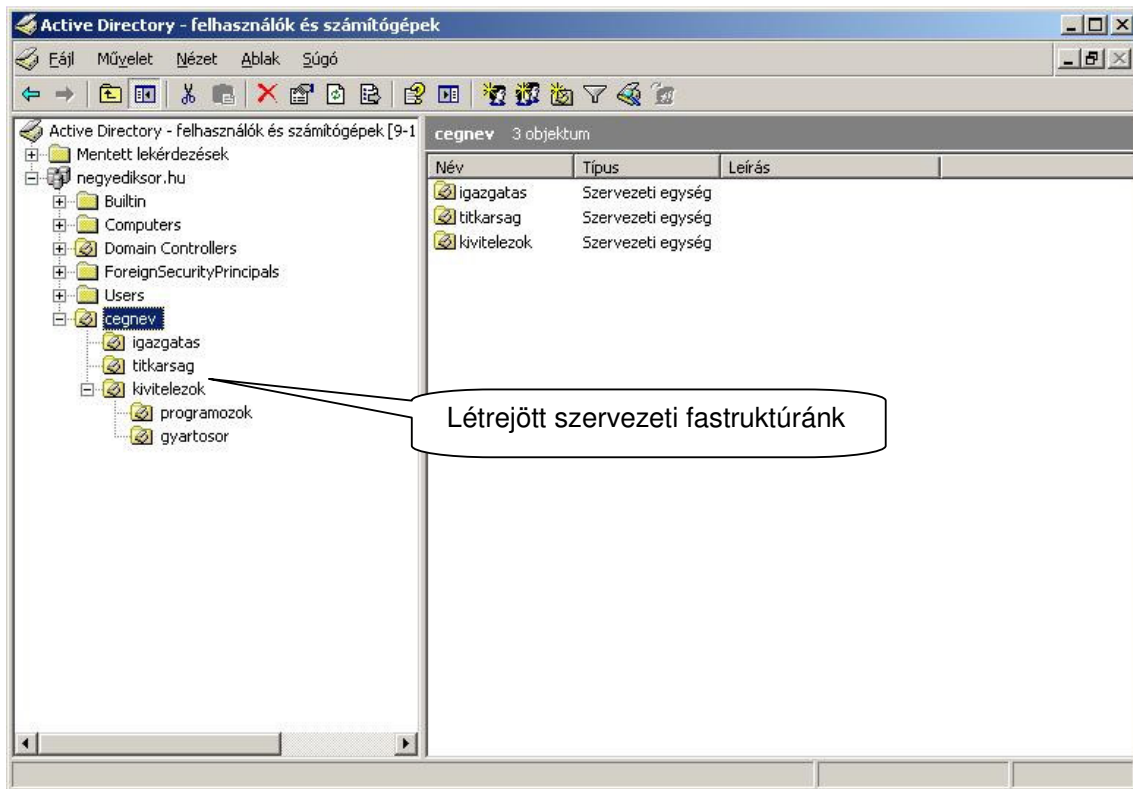 Active Directory - felhasználók és számítógépek
Fájl Művelet Nézet Ablak Súgó
Active Directory - felhasználók és számítógépek [9-1
Mentett lekérdezések
negyediksor.hu
Builtin
Computers
Domain Controllers
ForeignSecurityPrincipals
Users
cegnev
igazgatas
titkarsag
kivitelezok
programozok
gyartosor
cegnev 3 objektum
Név Típus Leírás
igazgatas Szervezeti egység
titkarsag Szervezeti egység
kivitelezok Szervezeti egység
Létrejött szervezeti fastruktúránk